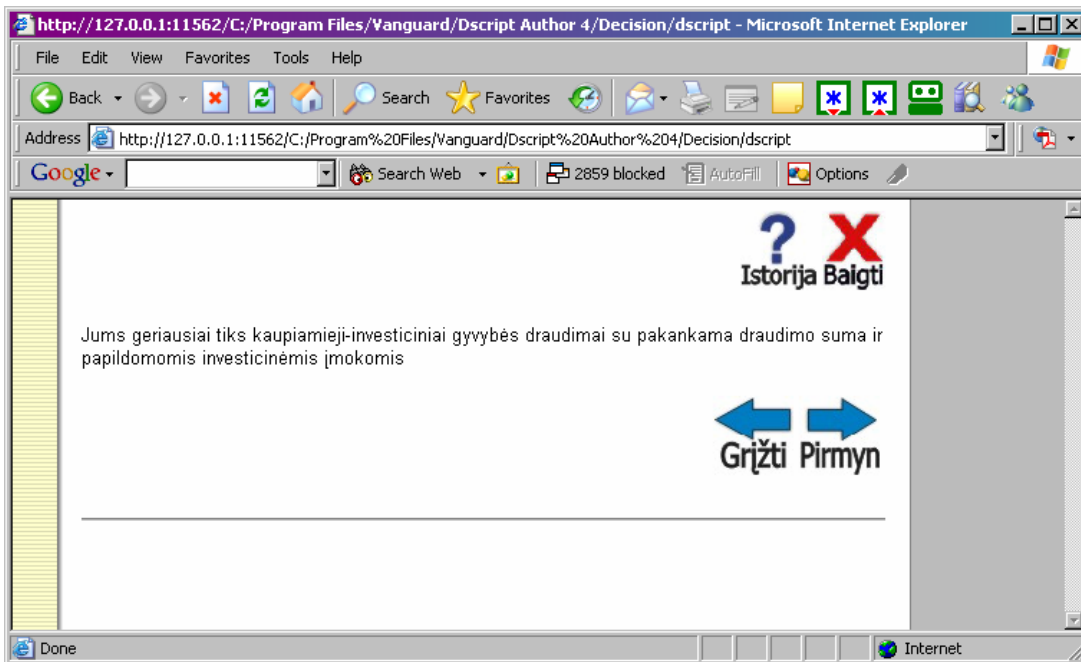 http://127.0.0.1:11562/C:/Program Files/Vanguard/Dscript Author 4/Decision/dscript - Microsoft Internet Explorer
File Edit View Favorites Tools Help
Back Search Favorites
Address http://127.0.0.1:11562/C:/Program%20Files/Vanguard/Dscript%20Author%204/Decision/dscript
Google Search Web 2859 blocked AutoFill Options
Istorija Baigti
Jums geriausiai tiks kaupiamieji-investiciniai gyvybės draudimai su pakankama draudimo suma ir
papildomomis investicinėmis įmokomis
Grįžti Pirmyn
Done Internet